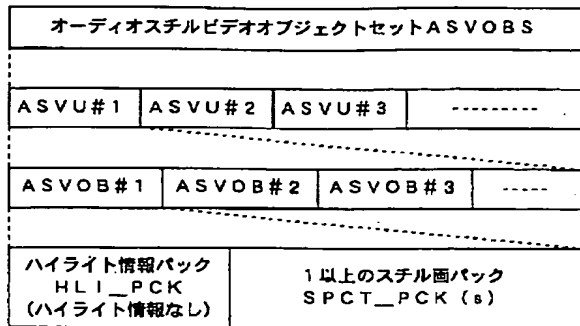 オーディオスチルビデオオブジェクトセットASVOBS
ASVU#1 ASVU#2 ASVU#3 ---------
ASVOB#1 ASVOB#2 ASVOB#3 -----
ハイライト情報パック
HLI__PCK
(ハイライト情報なし)
1以上のスチル画パック
SPCT__PCK(s)